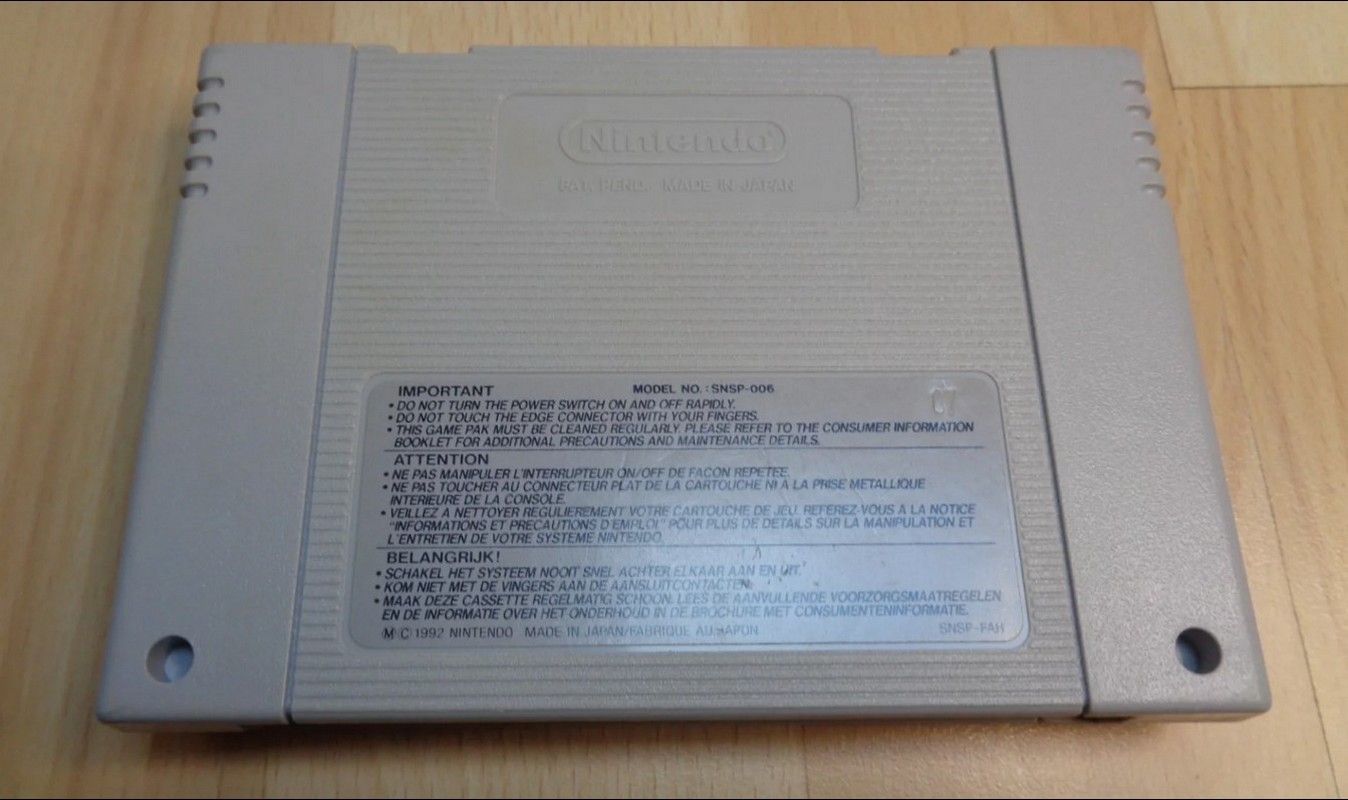 Nintendo®
PAT. PEND. MADE IN JAPAN
IMPORTANT MODEL NO. : SNSP-006
• DO NOT TURN THE POWER SWITCH ON AND OFF RAPIDLY.
• DO NOT TOUCH THE EDGE CONNECTOR WITH YOUR FINGERS.
• THIS GAME PAK MUST BE CLEANED REGULARLY. PLEASE REFER TO THE CONSUMER INFORMATION
BOOKLET FOR ADDITIONAL PRECAUTIONS AND MAINTENANCE DETAILS.
07
ATTENTION
• NE PAS MANIPULER L'INTERRUPTEUR ON/OFF DE FACON REPETEE.
• NE PAS TOUCHER AU CONNECTEUR PLAT DE LA CARTOUCHE NI A LA PRISE METALLIQUE
INTERIEURE DE LA CONSOLE.
• VEILLEZ A NETTOYER REGULIEREMENT VOTRE CARTOUCHE DE JEU. REFEREZ-VOUS A LA NOTICE
"INFORMATIONS ET PRECAUTIONS D'EMPLOI" POUR PLUS DE DETAILS SUR LA MANIPULATION ET
L'ENTRETIEN DE VOTRE SYSTEME NINTENDO.
BELANGRIJK!
• SCHAKEL HET SYSTEEM NOOIT SNEL ACHTER ELKAAR AAN EN UIT.
• KOM NIET MET DE VINGERS AAN DE AANSLUITCONTACTEN.
• MAAK DEZE CASSETTE REGELMATIG SCHOON. LEES DE AANVULLENDE VOORZORGSMAATREGELEN
EN DE INFORMATIE OVER HET ONDERHOUD IN DE BROCHURE MET CONSUMENTENINFORMATIE.
Ⓜ © 1992 NINTENDO MADE IN JAPAN/FABRIQUE AU JAPON SNSP-FAH